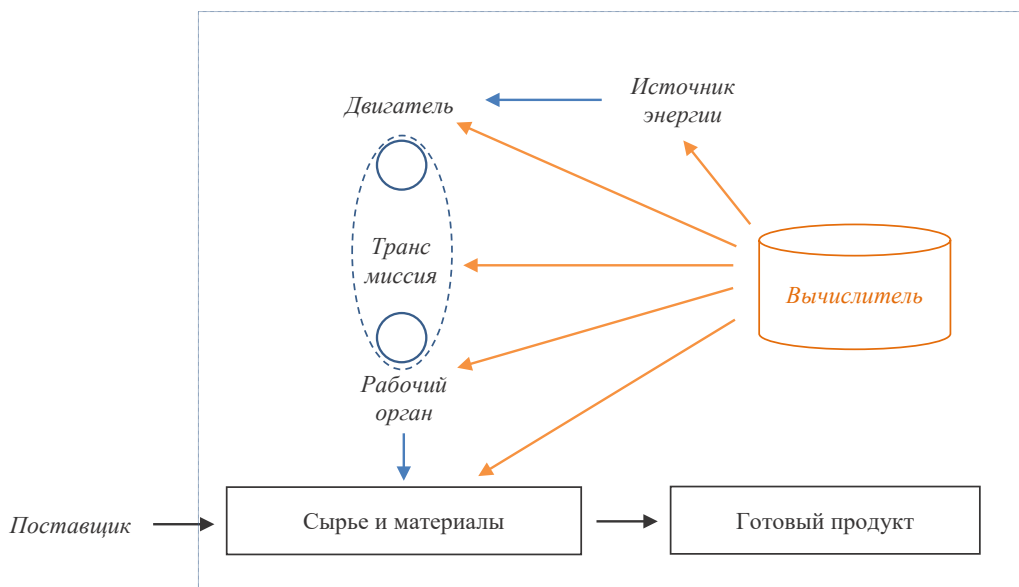 Источник
энергии
Двигатель
Транс
миссия
Вычислитель
Рабочий
орган
Поставщик
Сырье и материалы
Готовый продукт